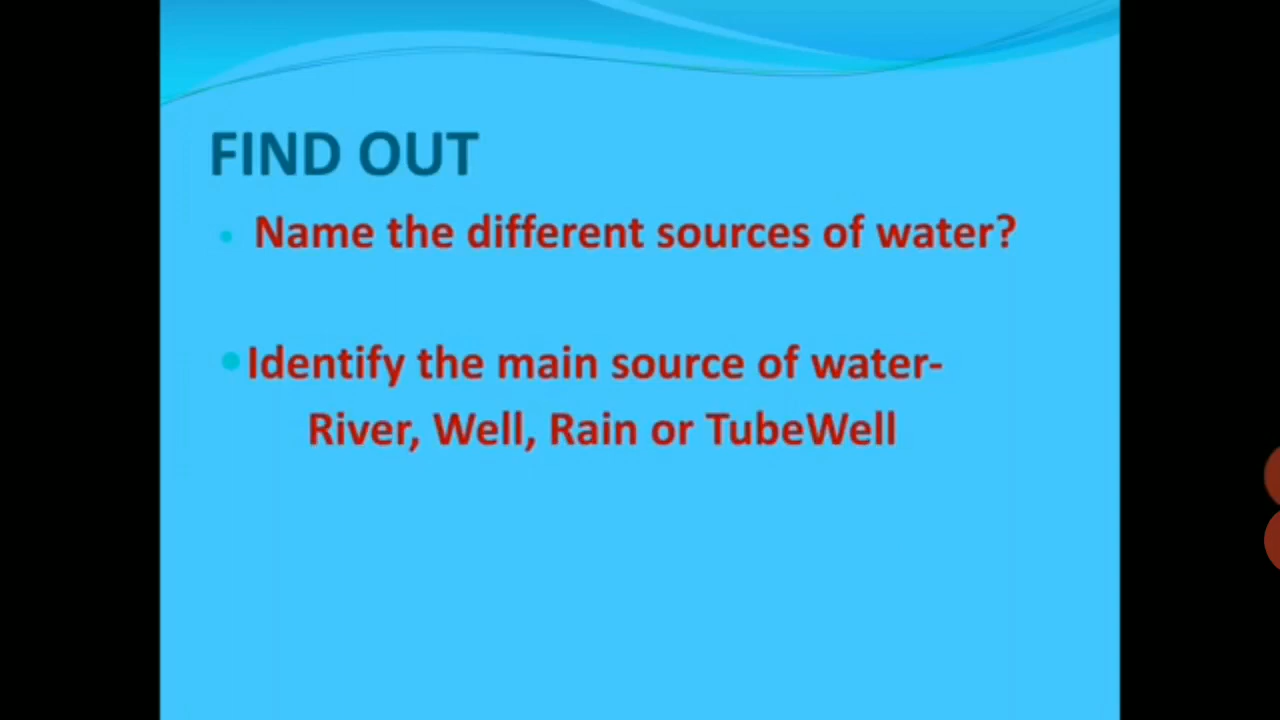 FIND OUT
• Name the different sources of water?
• Identify the main source of water-
River, Well, Rain or TubeWell